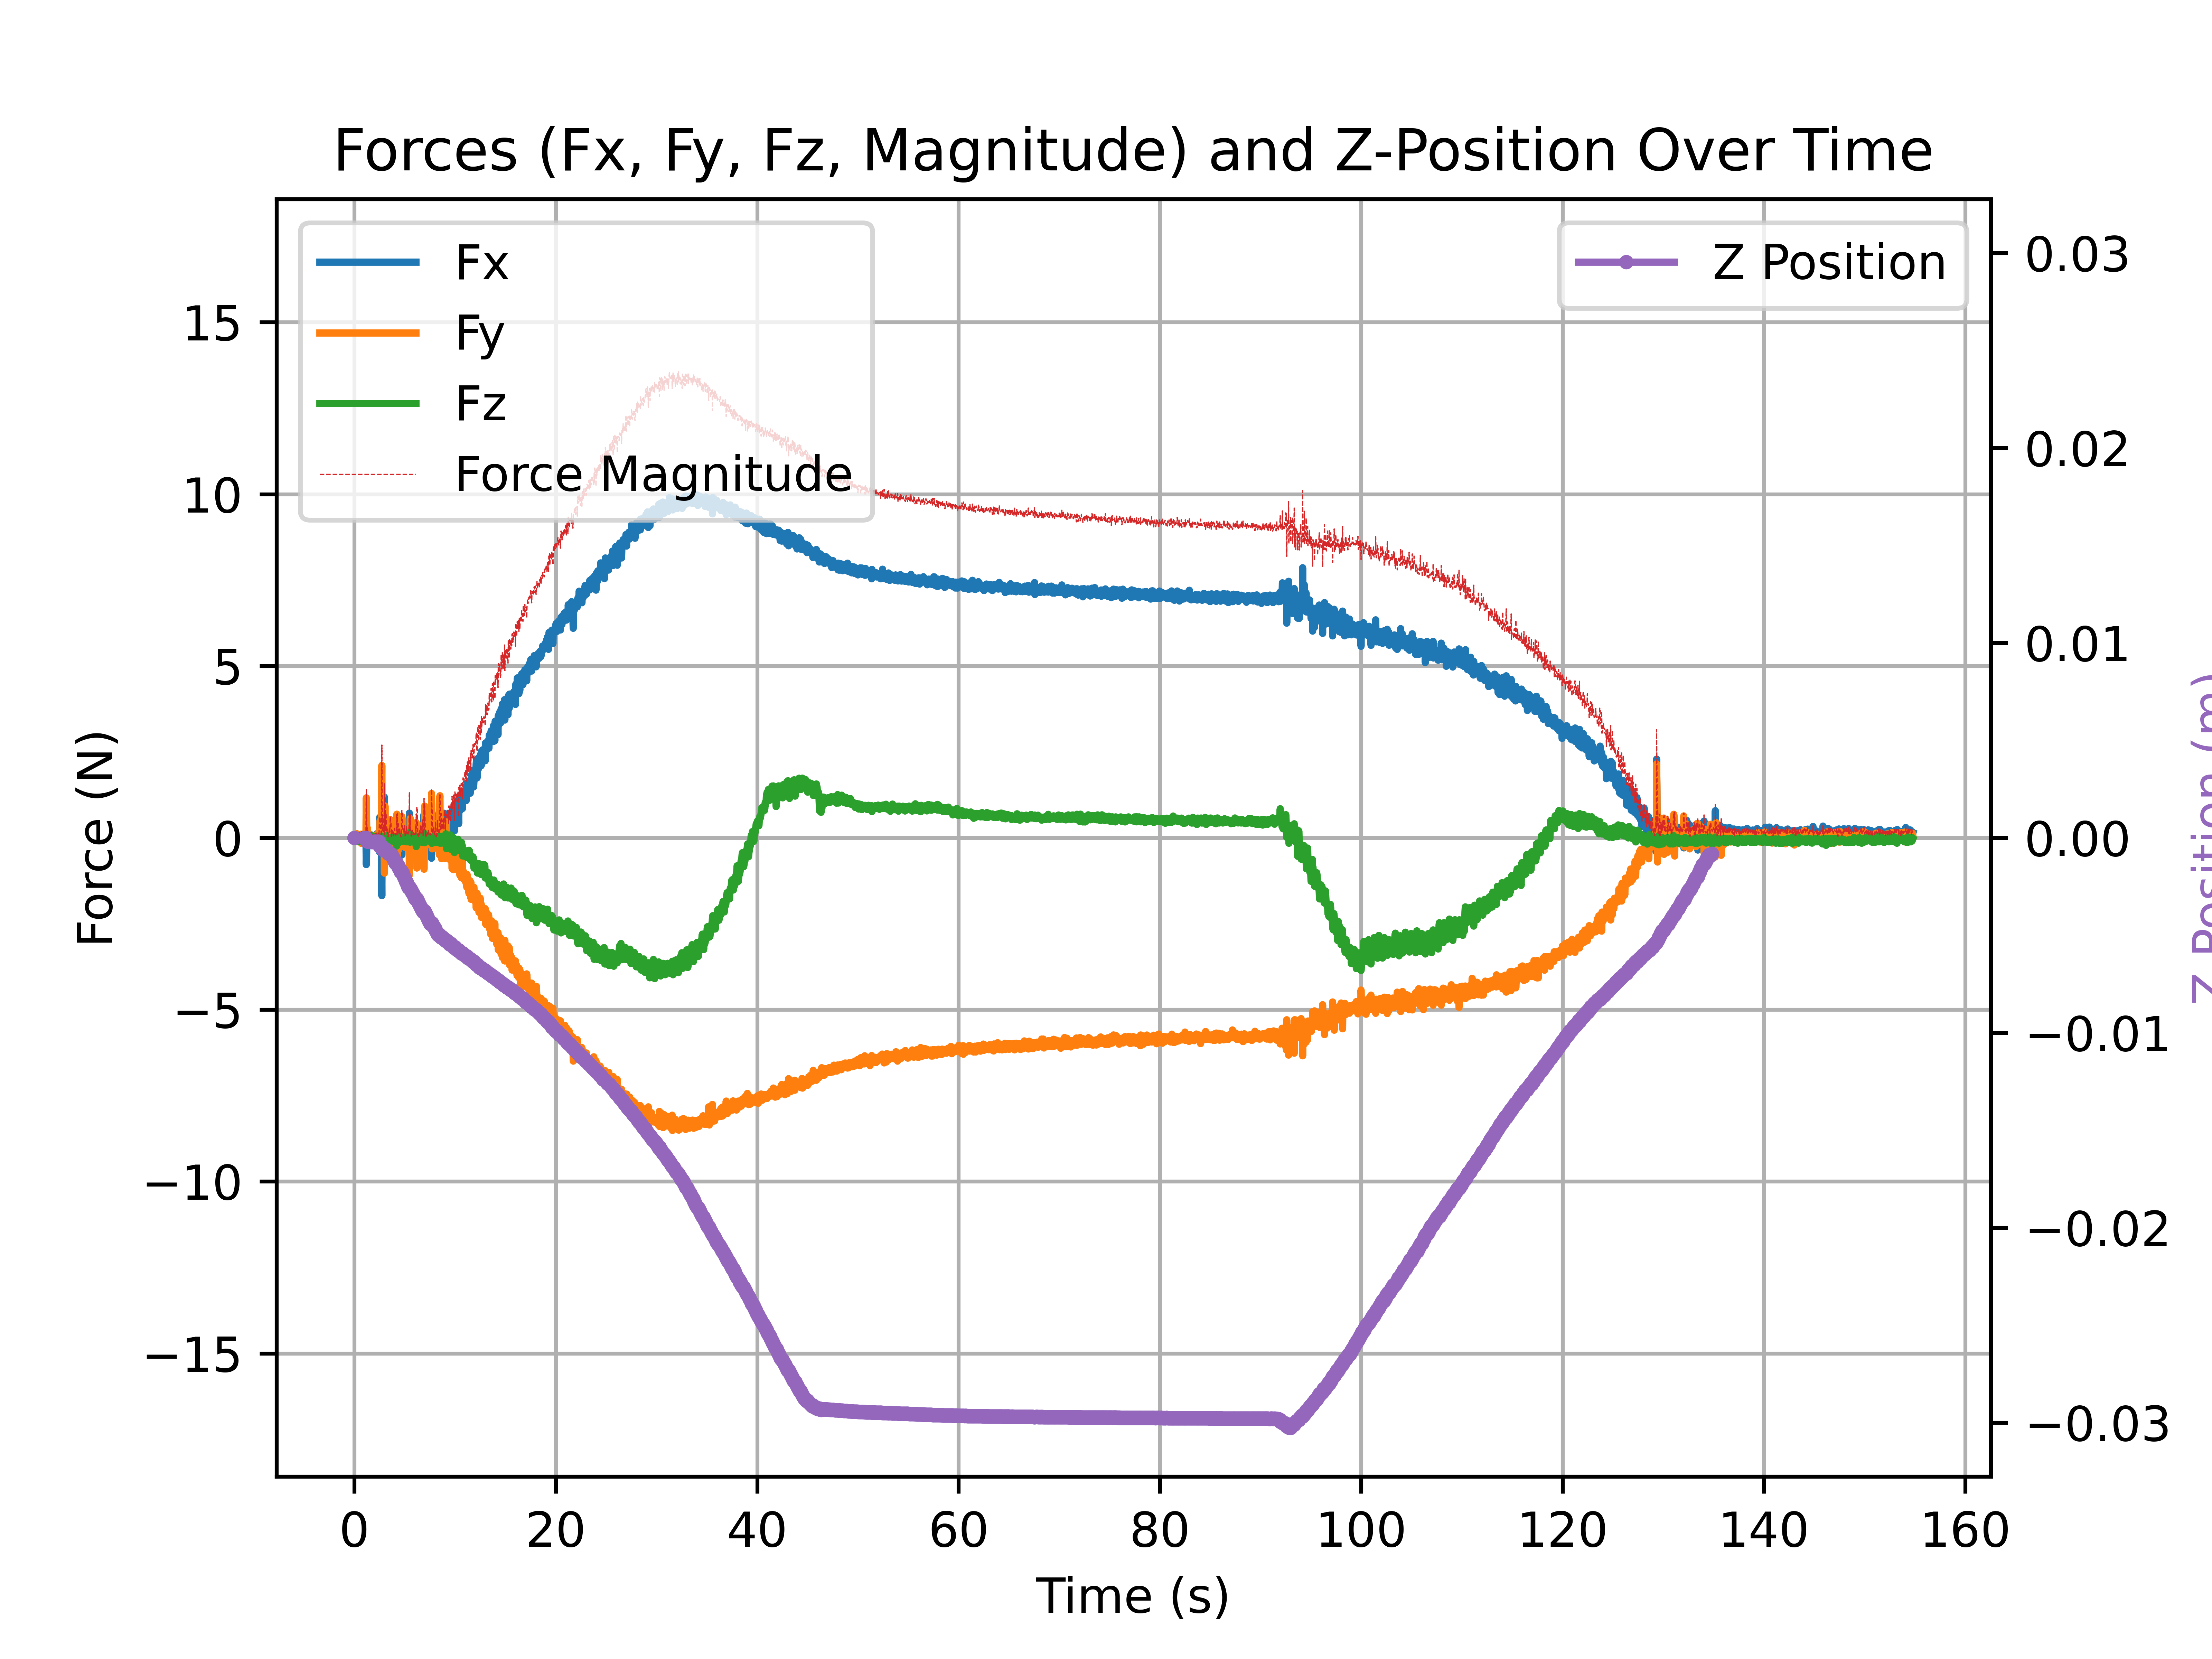 Forces (Fx, Fy, Fz, Magnitude) and Z-Position Over Time
Fx
Fy
Fz
Force Magnitude
Z Position
15
10
5
0
−5
−10
−15
Force (N)
0.03
0.02
0.01
0.00
−0.01
−0.02
−0.03
Z Position (m)
0 20 40 60 80 100 120 140 160
Time (s)